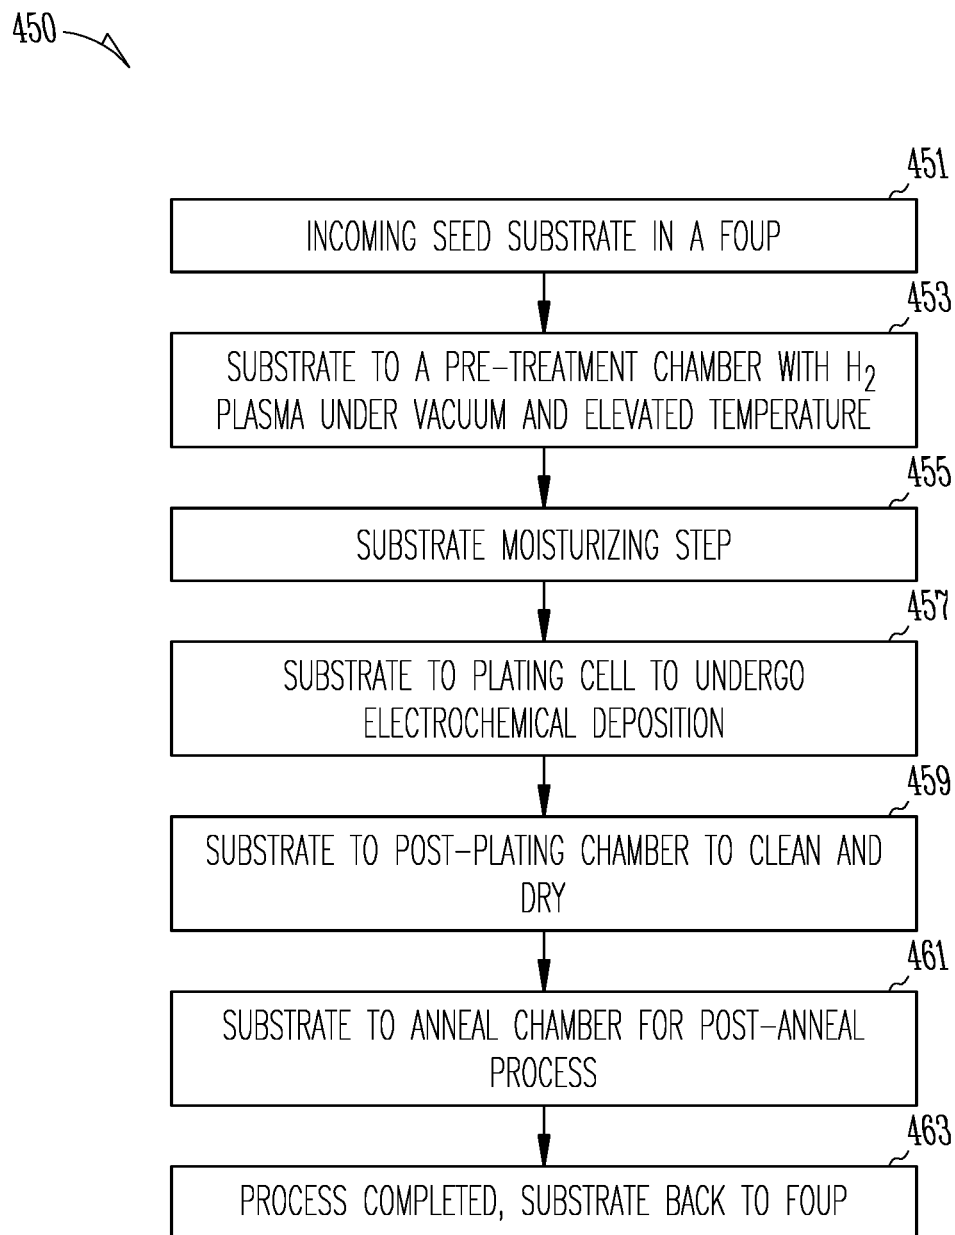 450
451
INCOMING SEED SUBSTRATE IN A FOUP
453
SUBSTRATE TO A PRE-TREATMENT CHAMBER WITH H2
PLASMA UNDER VACUUM AND ELEVATED TEMPERATURE
455
SUBSTRATE MOISTURIZING STEP
457
SUBSTRATE TO PLATING CELL TO UNDERGO
ELECTROCHEMICAL DEPOSITION
459
SUBSTRATE TO POST-PLATING CHAMBER TO CLEAN AND
DRY
461
SUBSTRATE TO ANNEAL CHAMBER FOR POST-ANNEAL
PROCESS
463
PROCESS COMPLETED, SUBSTRATE BACK TO FOUP